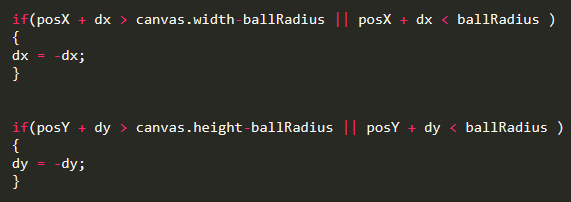 if(posX + dx > canvas.width-ballRadius || posX + dx < ballRadius )
{
dx = -dx;
}
if(posY + dy > canvas.height-ballRadius || posY + dy < ballRadius )
{
dy = -dy;
}